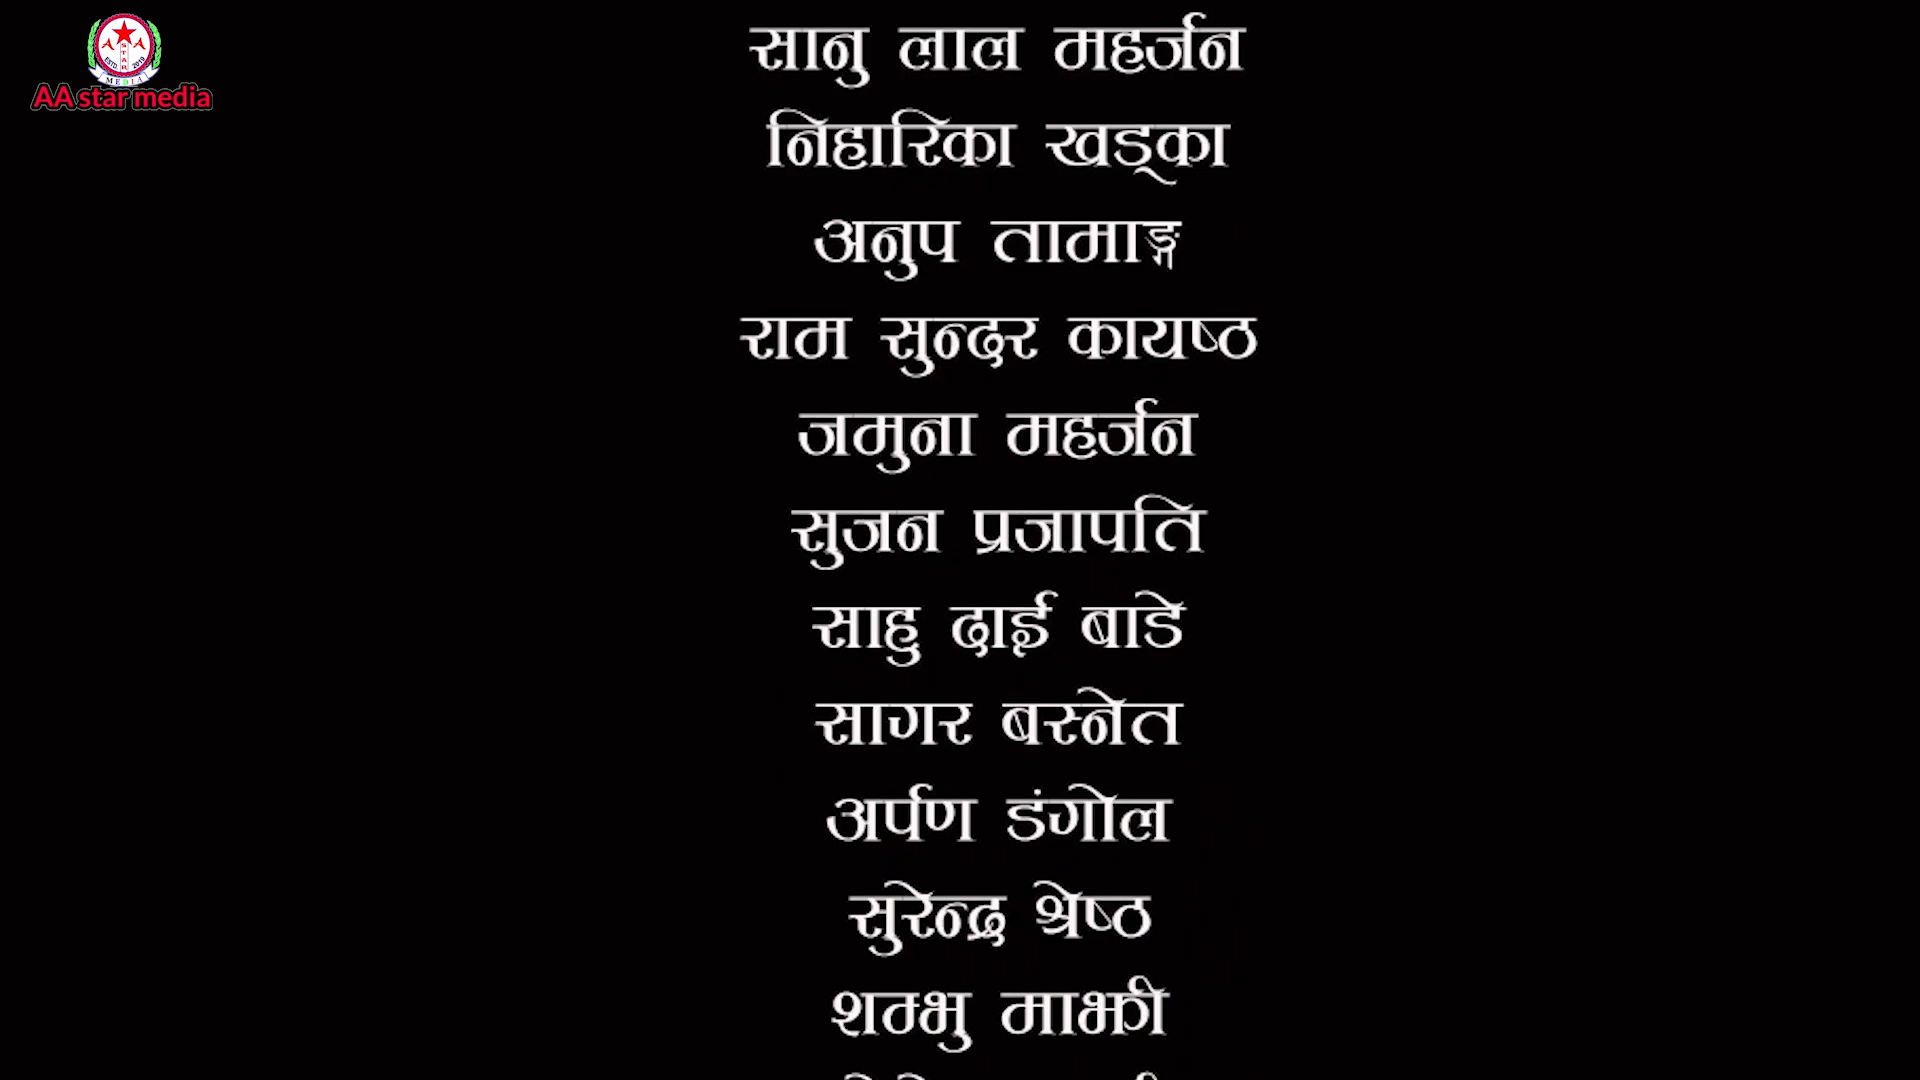 AA star media
सानु लाल महर्जन
निहारिका खड्का
अनुप तामाङ्ग
राम सुन्दर कायष्ठ
जमुना महर्जन
सुजन प्रजापति
साहु दाई बाडे
सागर बस्नेत
अर्पण डंगोल
सुरेन्द्र श्रेष्ठ
शम्भु माझी